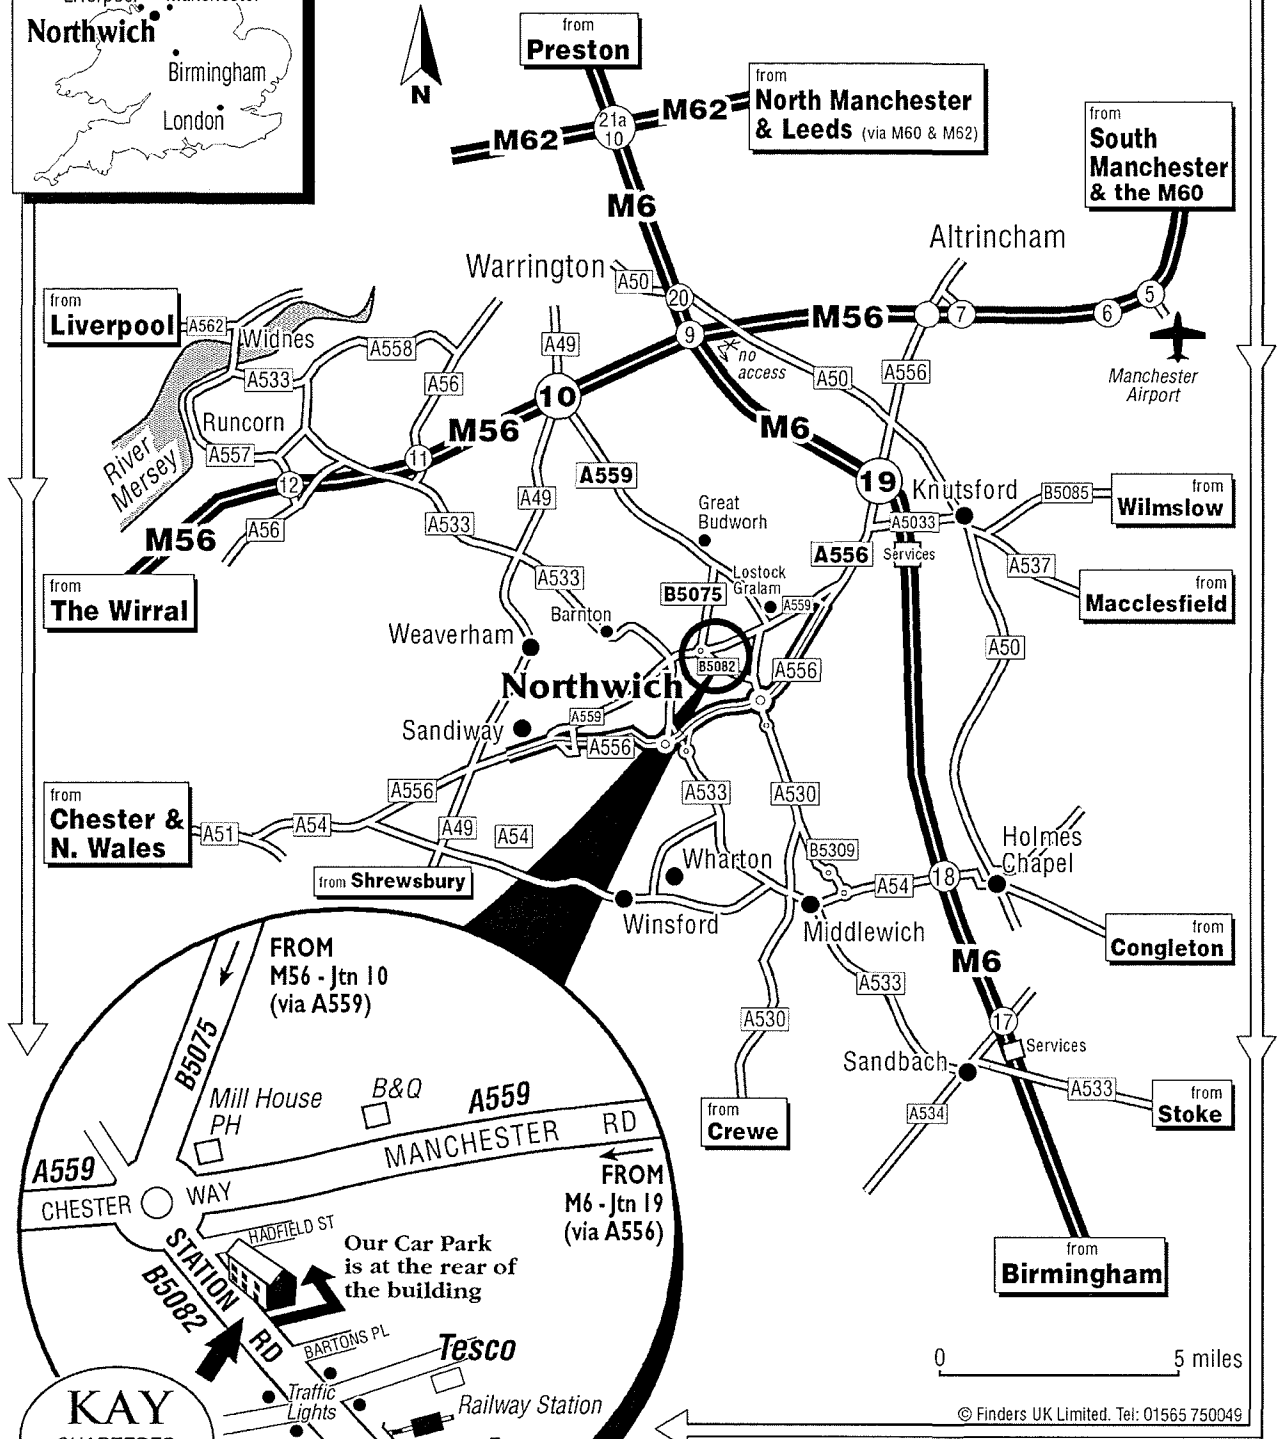 Northwich
Birmingham
London
N
from
Preston
M62
21a
10
M62
from
North Manchester
& Leeds (via M60 & M62)
from
South
Manchester
& the M60
M6
Warrington
A50
20
Altrincham
5
6
7
M56
9
no
access
Manchester
Airport
from
Liverpool
A562
Widnes
A558
A533
A56
A49
A50
A556
Runcorn
River
Mersey
A557
10
M56
11
12
M6
19
A559
A49
A56
M56
A533
from
The Wirral
Knutsford
B5085
from
Wilmslow
A5033
Services
A537
from
Macclesfield
Great
Budworh
A556
A533
B5075
Lostock
Gralam
A559
Barnton
Weaverham
B5082
A556
A50
Northwich
A559
Sandiway
A556
A556
A533
A530
from
Chester &
N. Wales
A51
A54
A49
A54
from Shrewsbury
Wharton
B5309
Holmes
Chapel
A54
18
Winsford
Middlewich
from
Congleton
M6
A533
A530
17
Services
Sandbach
A533
A534
from
Stoke
from
Crewe
from
Birmingham
FROM
M56 - Jtn 10
(via A559)
B5075
Mill House
PH
B&Q
A559
MANCHESTER RD
A559
CHESTER WAY
FROM
M6 - Jtn 19
(via A556)
HADFIELD ST
STATION RD
B5082
Our Car Park
is at the rear of
the building
BARTONS PL
Tesco
Traffic
Lights
Railway Station
KAY
0 5 miles
© Finders UK Limited. Tel: 01565 750049